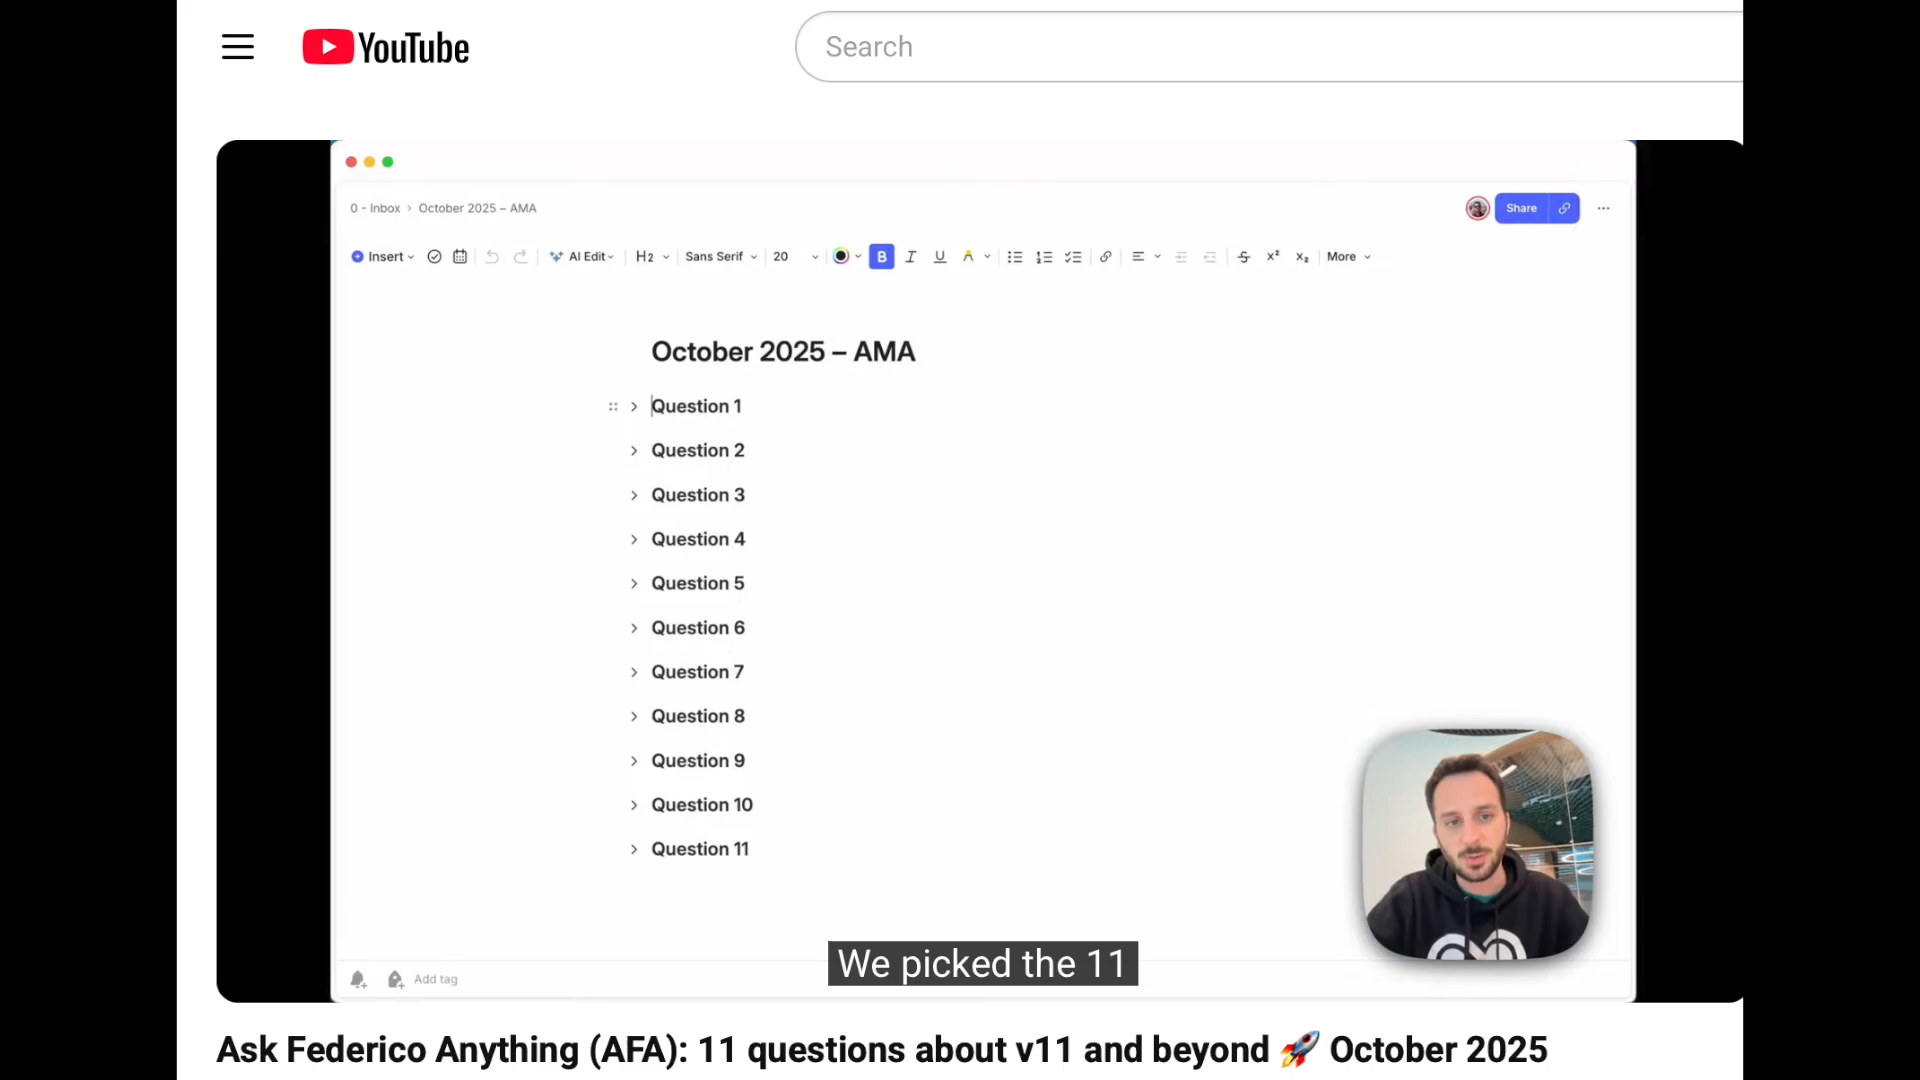 YouTube
Search
0 - Inbox › October 2025 – AMA
Share
Insert
AI Edit
H2
Sans Serif
20
B I U A
S x² x₂
More
October 2025 – AMA
Question 1
Question 2
Question 3
Question 4
Question 5
Question 6
Question 7
Question 8
Question 9
Question 10
Question 11
We picked the 11
Add tag
Ask Federico Anything (AFA): 11 questions about v11 and beyond 🚀 October 2025